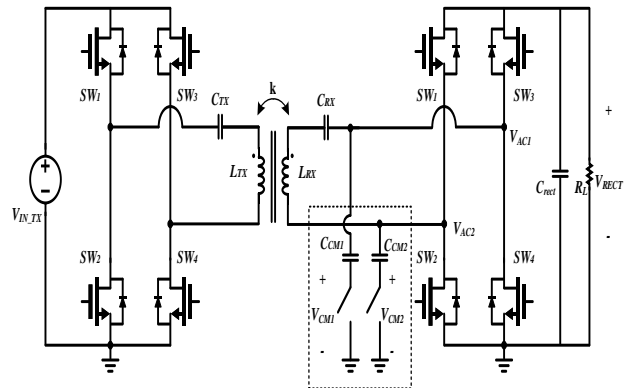 SW1
SW3
k
CTX
CRX
SW1
SW3
VAC1
+
+
−
VIN_TX
LTX
LRX
Crect
RL
VRECT
-
VAC2
SW2
SW4
CCM1
CCM2
SW2
SW4
+
+
VCM1
VCM2
-
-